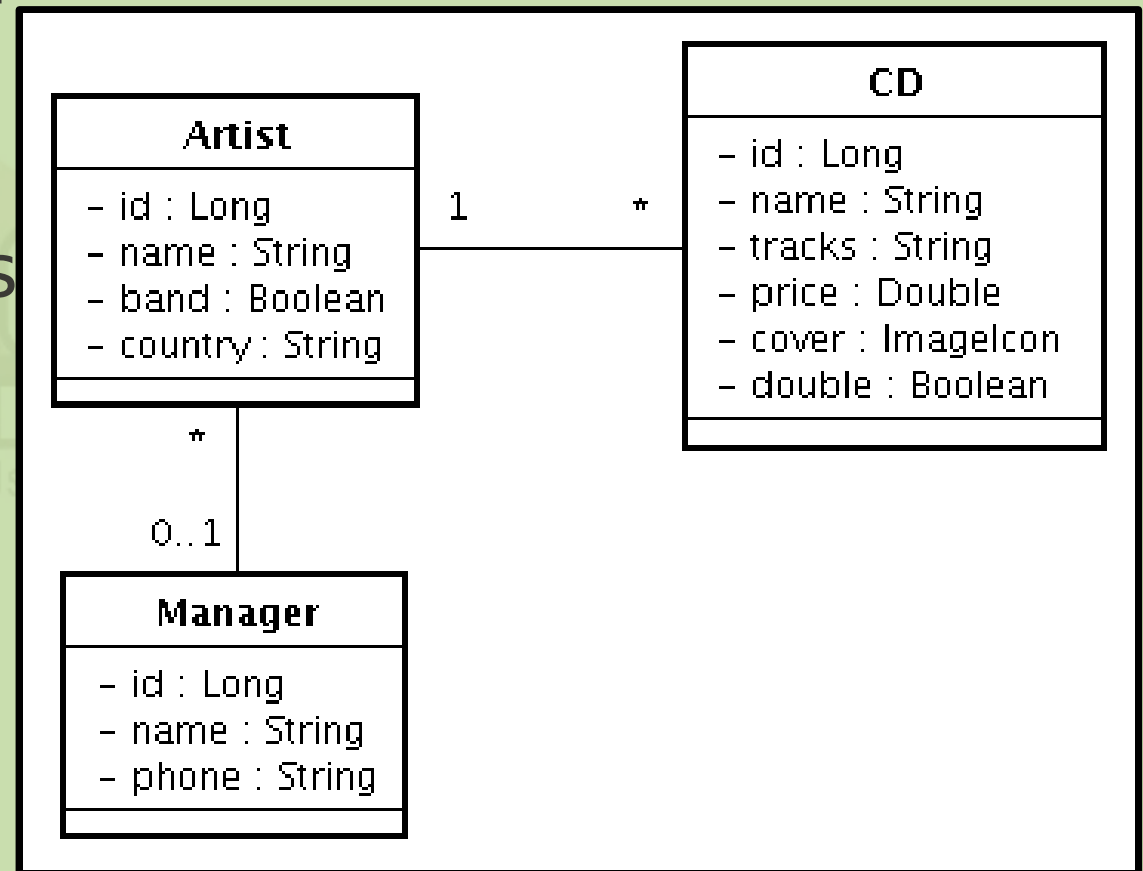 Artist
- id : Long
- name : String
- band : Boolean
- country : String
1
*
CD
- id : Long
- name : String
- tracks : String
- price : Double
- cover : ImageIcon
- double : Boolean
*
0..1
Manager
- id : Long
- name : String
- phone : String